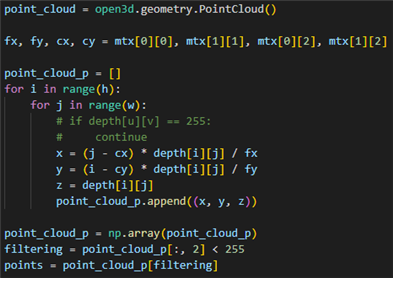 point_cloud = open3d.geometry.PointCloud()
fx, fy, cx, cy = mtx[0][0], mtx[1][1], mtx[0][2], mtx[1][2]
point_cloud_p = []
for i in range(h):
    for j in range(w):
        # if depth[u][v] == 255:
        #     continue
        x = (j - cx) * depth[i][j] / fx
        y = (i - cy) * depth[i][j] / fy
        z = depth[i][j]
        point_cloud_p.append((x, y, z))
point_cloud_p = np.array(point_cloud_p)
filtering = point_cloud_p[:, 2] < 255
points = point_cloud_p[filtering]